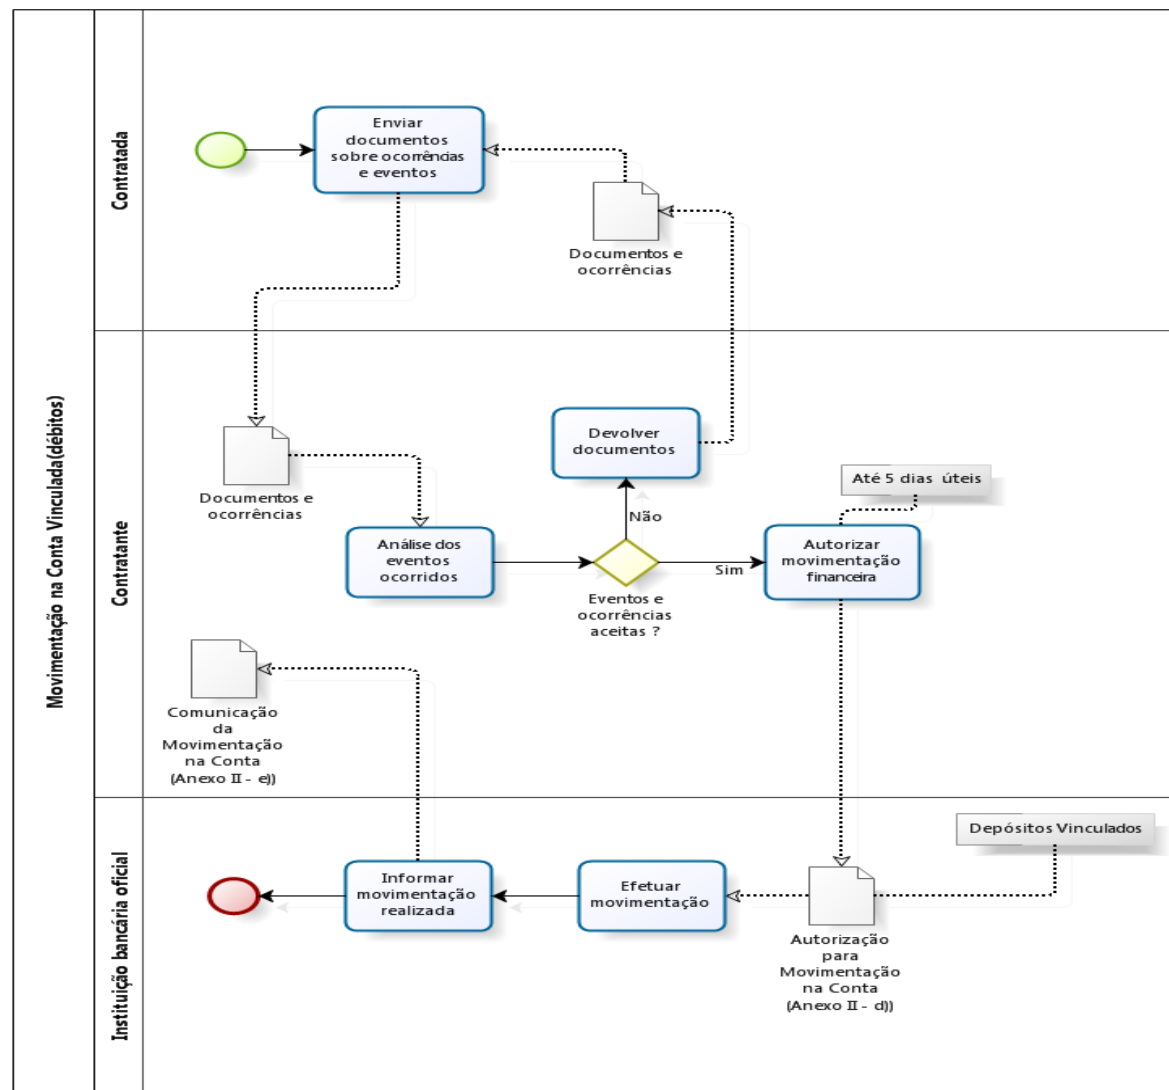 Movimentação na Conta Vinculada(débitos)
Contratada
Enviar
documentos
sobre ocorrências
e eventos
Documentos e
ocorrências
Contratante
Documentos e
ocorrências
Análise dos
eventos
ocorridos
Devolver
documentos
Não
Eventos e
ocorrências
aceitas ?
Sim
Até 5 dias úteis
Autorizar
movimentação
financeira
Comunicação
da
Movimentação
na Conta
(Anexo II - e))
Instituição bancária oficial
Informar
movimentação
realizada
Efetuar
movimentação
Depósitos Vinculados
Autorização
para
Movimentação
na Conta
(Anexo II - d))